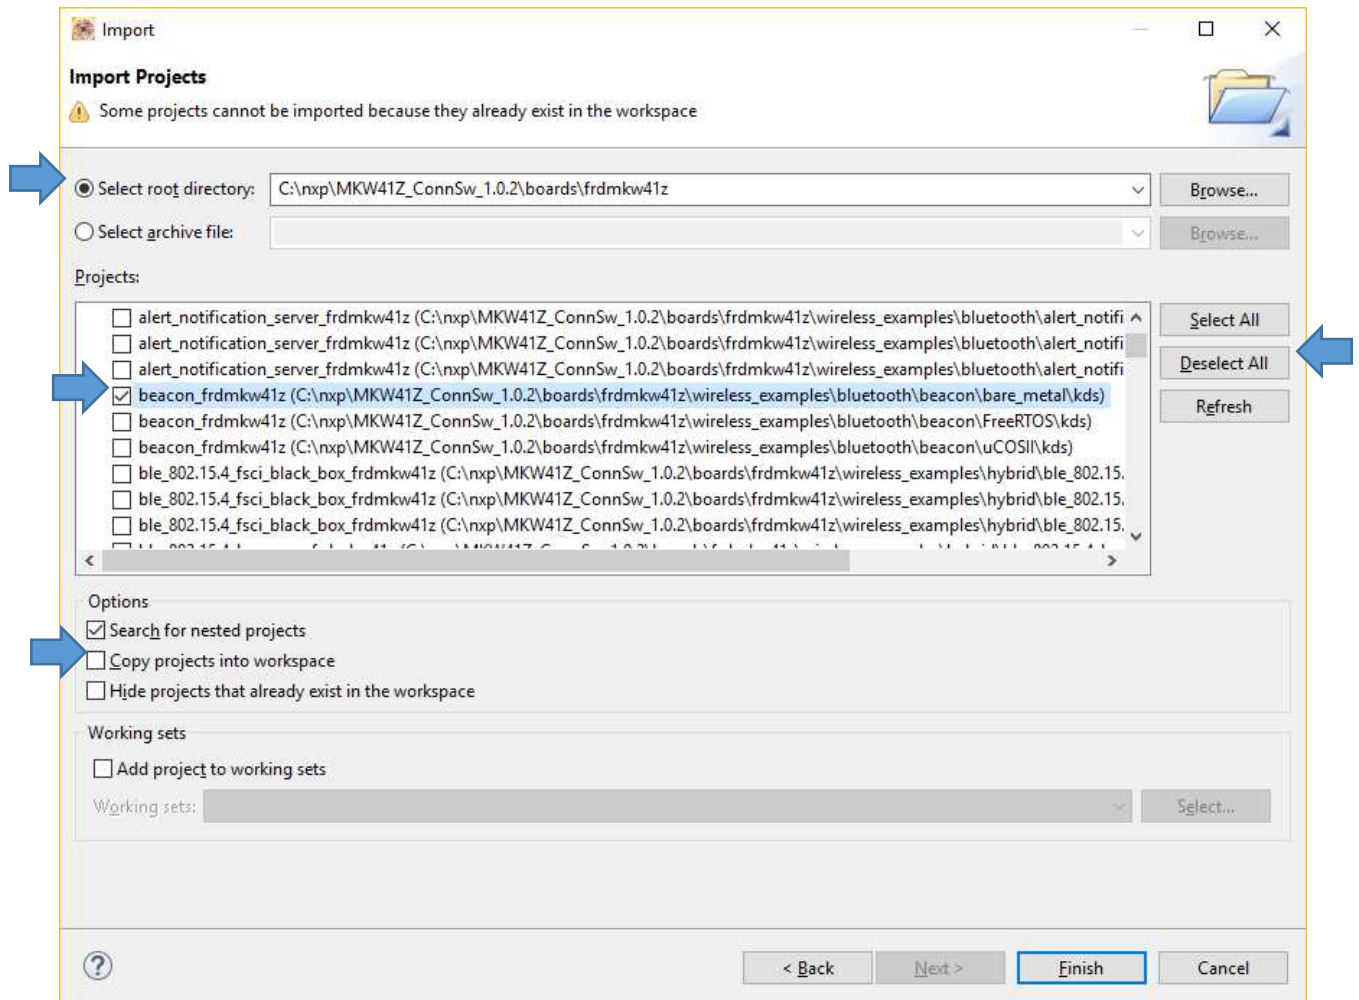 Import
Import Projects
Some projects cannot be imported because they already exist in the workspace
Select root directory: C:\nxp\MKW41Z_ConnSw_1.0.2\boards\frdmkw41z Browse...
Select archive file: Browse...
Projects:
alert_notification_server_frdmkw41z (C:\nxp\MKW41Z_ConnSw_1.0.2\boards\frdmkw41z\wireless_examples\bluetooth\alert_notifi
Select All
alert_notification_server_frdmkw41z (C:\nxp\MKW41Z_ConnSw_1.0.2\boards\frdmkw41z\wireless_examples\bluetooth\alert_notifi
alert_notification_server_frdmkw41z (C:\nxp\MKW41Z_ConnSw_1.0.2\boards\frdmkw41z\wireless_examples\bluetooth\alert_notifi
Deselect All
beacon_frdmkw41z (C:\nxp\MKW41Z_ConnSw_1.0.2\boards\frdmkw41z\wireless_examples\bluetooth\beacon\bare_metal\kds)
Refresh
beacon_frdmkw41z (C:\nxp\MKW41Z_ConnSw_1.0.2\boards\frdmkw41z\wireless_examples\bluetooth\beacon\FreeRTOS\kds)
beacon_frdmkw41z (C:\nxp\MKW41Z_ConnSw_1.0.2\boards\frdmkw41z\wireless_examples\bluetooth\beacon\uCOSII\kds)
ble_802.15.4_fsci_black_box_frdmkw41z (C:\nxp\MKW41Z_ConnSw_1.0.2\boards\frdmkw41z\wireless_examples\hybrid\ble_802.15.
ble_802.15.4_fsci_black_box_frdmkw41z (C:\nxp\MKW41Z_ConnSw_1.0.2\boards\frdmkw41z\wireless_examples\hybrid\ble_802.15.
ble_802.15.4_fsci_black_box_frdmkw41z (C:\nxp\MKW41Z_ConnSw_1.0.2\boards\frdmkw41z\wireless_examples\hybrid\ble_802.15.
Options
Search for nested projects
Copy projects into workspace
Hide projects that already exist in the workspace
Working sets
Add project to working sets
Working sets: Select...
? < Back Next > Finish Cancel